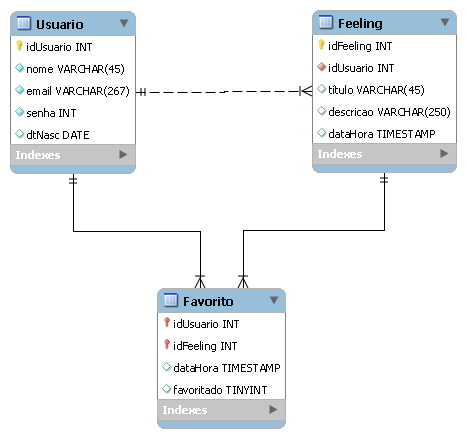 Usuario
idUsuario INT
nome VARCHAR(45)
email VARCHAR(267)
senha INT
dtNasc DATE
Indexes
Feeling
idFeeling INT
idUsuario INT
título VARCHAR(45)
descricao VARCHAR(250)
dataHora TIMESTAMP
Indexes
Favorito
idUsuario INT
idFeeling INT
dataHora TIMESTAMP
favoritado TINYINT
Indexes